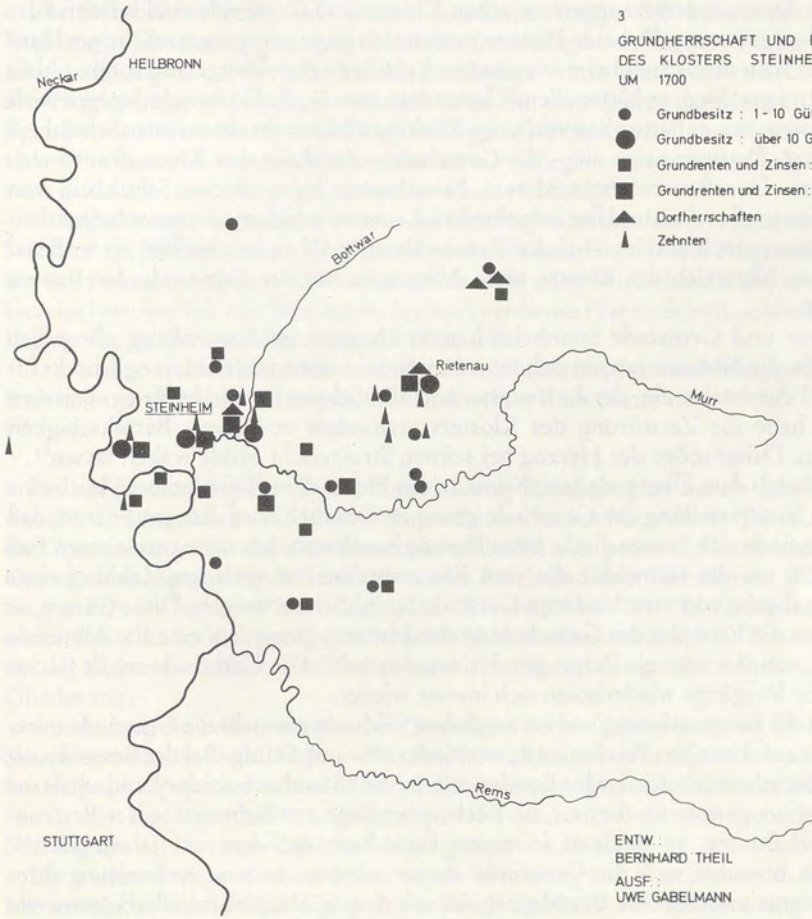 3
GRUNDHERRSCHAFT UND
DES KLOSTERS STEINHE
UM 1700
Grundbesitz : 1 - 10 Gü
Grundbesitz : über 10 G
Grundrenten und Zinsen :
Grundrenten und Zinsen :
Dorfherrschaften
Zehnten
HEILBRONN
Neckar
Bottwar
Rietenau
Murr
STEINHEIM
Rems
STUTTGART
ENTW.:
BERNHARD THEIL
AUSF.:
UWE GABELMANN